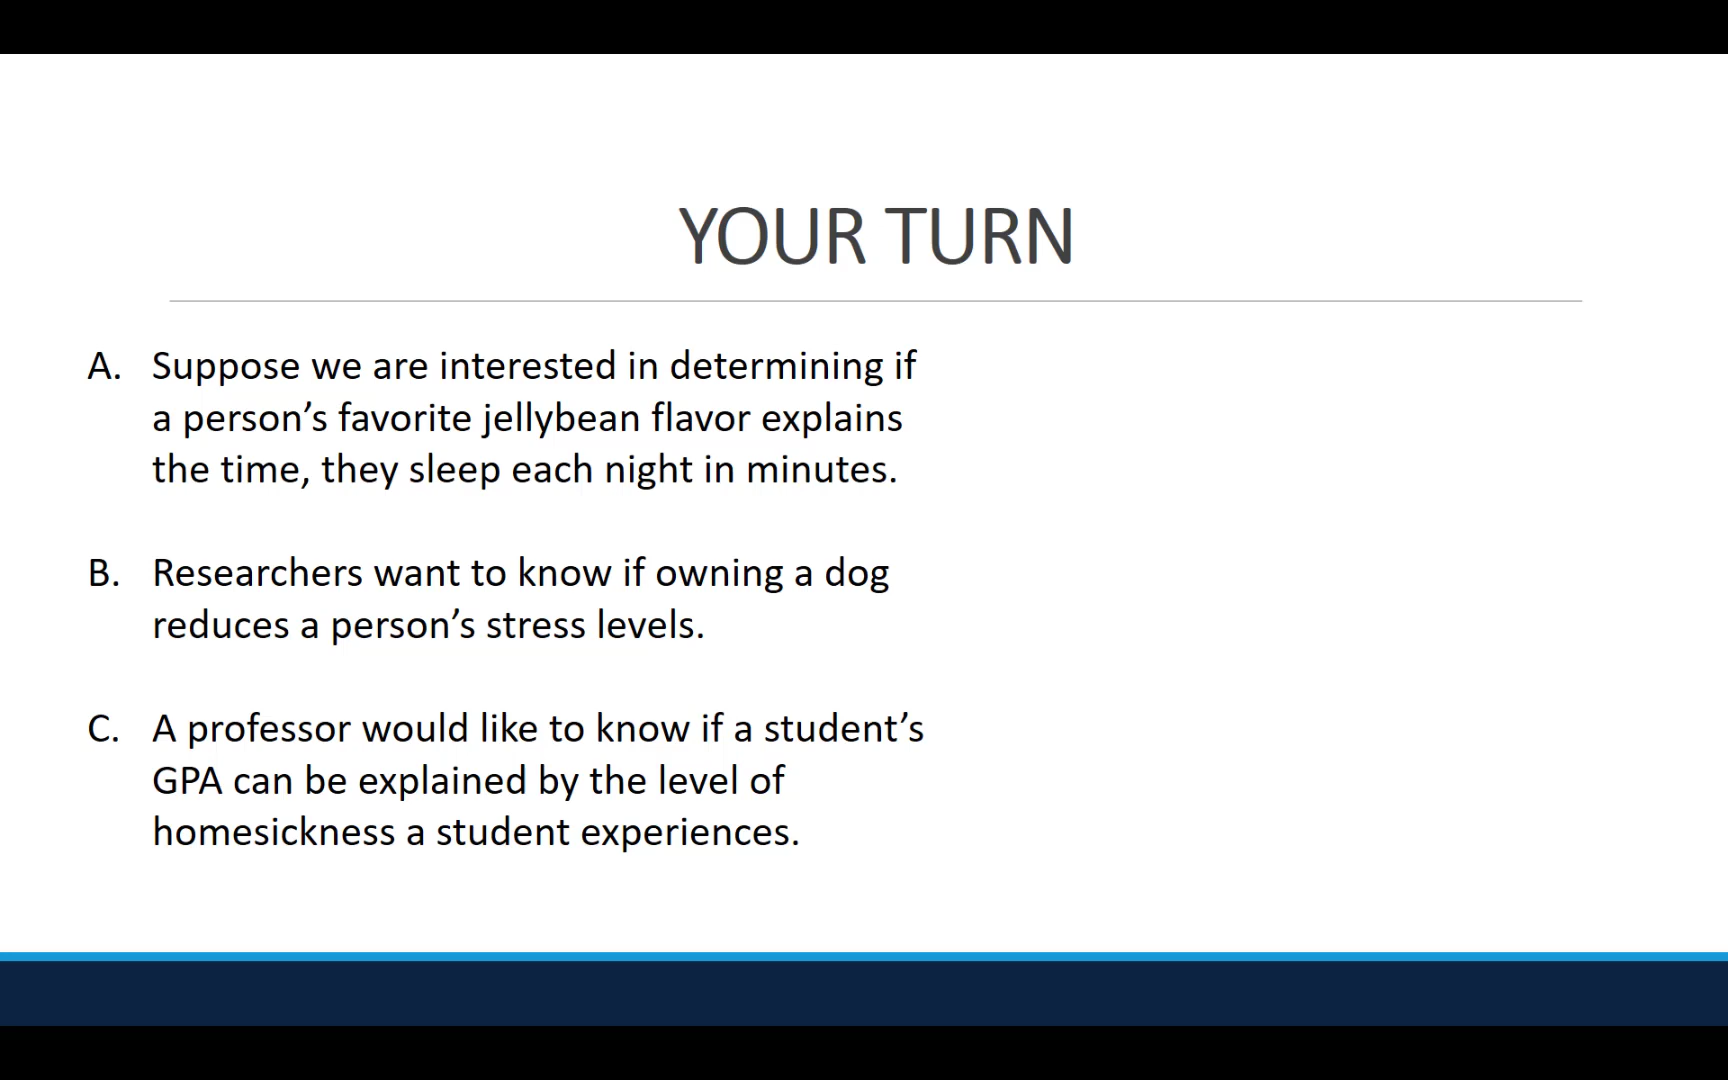 YOUR TURN
A. Suppose we are interested in determining if
a person’s favorite jellybean flavor explains
the time, they sleep each night in minutes.
B. Researchers want to know if owning a dog
reduces a person’s stress levels.
C. A professor would like to know if a student’s
GPA can be explained by the level of
homesickness a student experiences.